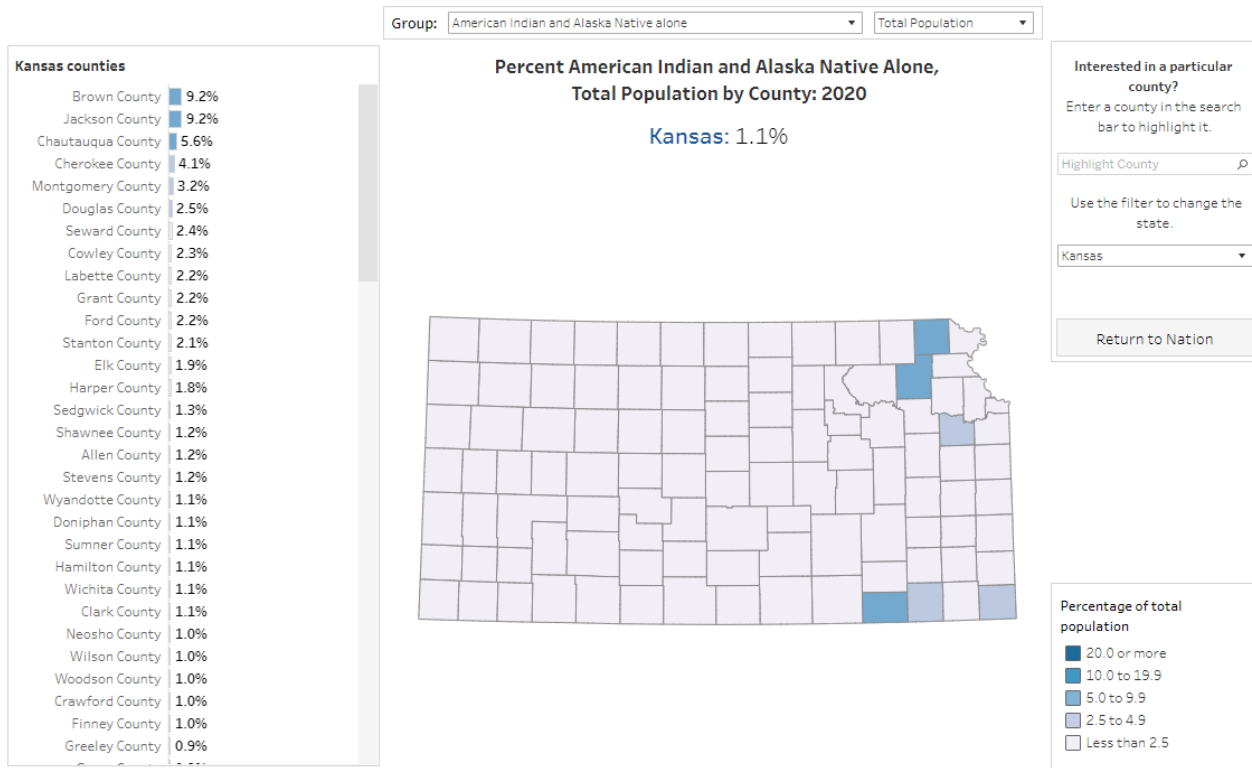 Group: American Indian and Alaska Native alone Total Population
Kansas counties
Brown County 9.2%
Jackson County 9.2%
Chautauqua County 5.6%
Cherokee County 4.1%
Montgomery County 3.2%
Douglas County 2.5%
Seward County 2.4%
Cowley County 2.3%
Labette County 2.2%
Grant County 2.2%
Ford County 2.2%
Stanton County 2.1%
Elk County 1.9%
Harper County 1.8%
Sedgwick County 1.3%
Shawnee County 1.2%
Allen County 1.2%
Stevens County 1.2%
Wyandotte County 1.1%
Doniphan County 1.1%
Sumner County 1.1%
Hamilton County 1.1%
Wichita County 1.1%
Clark County 1.1%
Neosho County 1.0%
Wilson County 1.0%
Woodson County 1.0%
Crawford County 1.0%
Finney County 1.0%
Greeley County 0.9%
Percent American Indian and Alaska Native Alone,
Total Population by County: 2020
Kansas: 1.1%
Interested in a particular
county?
Enter a county in the search
bar to highlight it.
Highlight County
Use the filter to change the
state.
Kansas
Return to Nation
Percentage of total
population
20.0 or more
10.0 to 19.9
5.0 to 9.9
2.5 to 4.9
Less than 2.5